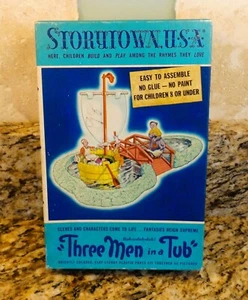 STORYTOWN, U.S.A.
HERE, CHILDREN BUILD AND PLAY AMONG THE RHYMES THEY LOVE
EASY TO ASSEMBLE
NO GLUE — NO PAINT
FOR CHILDREN 8 OR UNDER
SCENES AND CHARACTERS COME TO LIFE
"Three Men in a Tub"